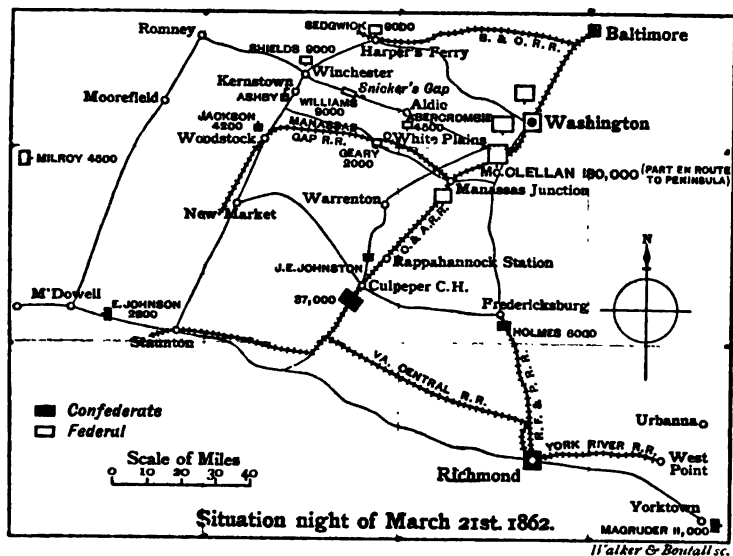 SEDGWICK 9000
Romney
Harper's Ferry
B. & O. R.R.
Baltimore
SHIELDS 9000
Winchester
Snicker's Gap
Kernstown
ASHBY
Moorefield
WILLIAMS
9000
Aldie
ABERCROMBIE
4500
Washington
JACKSON
4200
Woodstock
MANASSAS
GAP R.R.
White Plains
GEARY
2000
MILROY 4500
McCLELLAN 180,000 (PART EN ROUTE
TO PENINSULA)
Manassas Junction
Warrenton
New Market
O. & A. R.R.
N
J.E. JOHNSTON
Rappahannock Station
Culpeper C.H.
37,000
M'Dowell
E. JOHNSON
2800
Fredericksburg
HOLMES 6000
Staunton
VA. CENTRAL R.R.
R.F. & P. R.R.
Confederate
Federal
Urbanna
Scale of Miles
0 10 20 30 40
YORK RIVER R.R.
West
Point
Richmond
Yorktown
Situation night of March 21st. 1862.
MAGRUDER 11,000
Walker & Boutall sc.